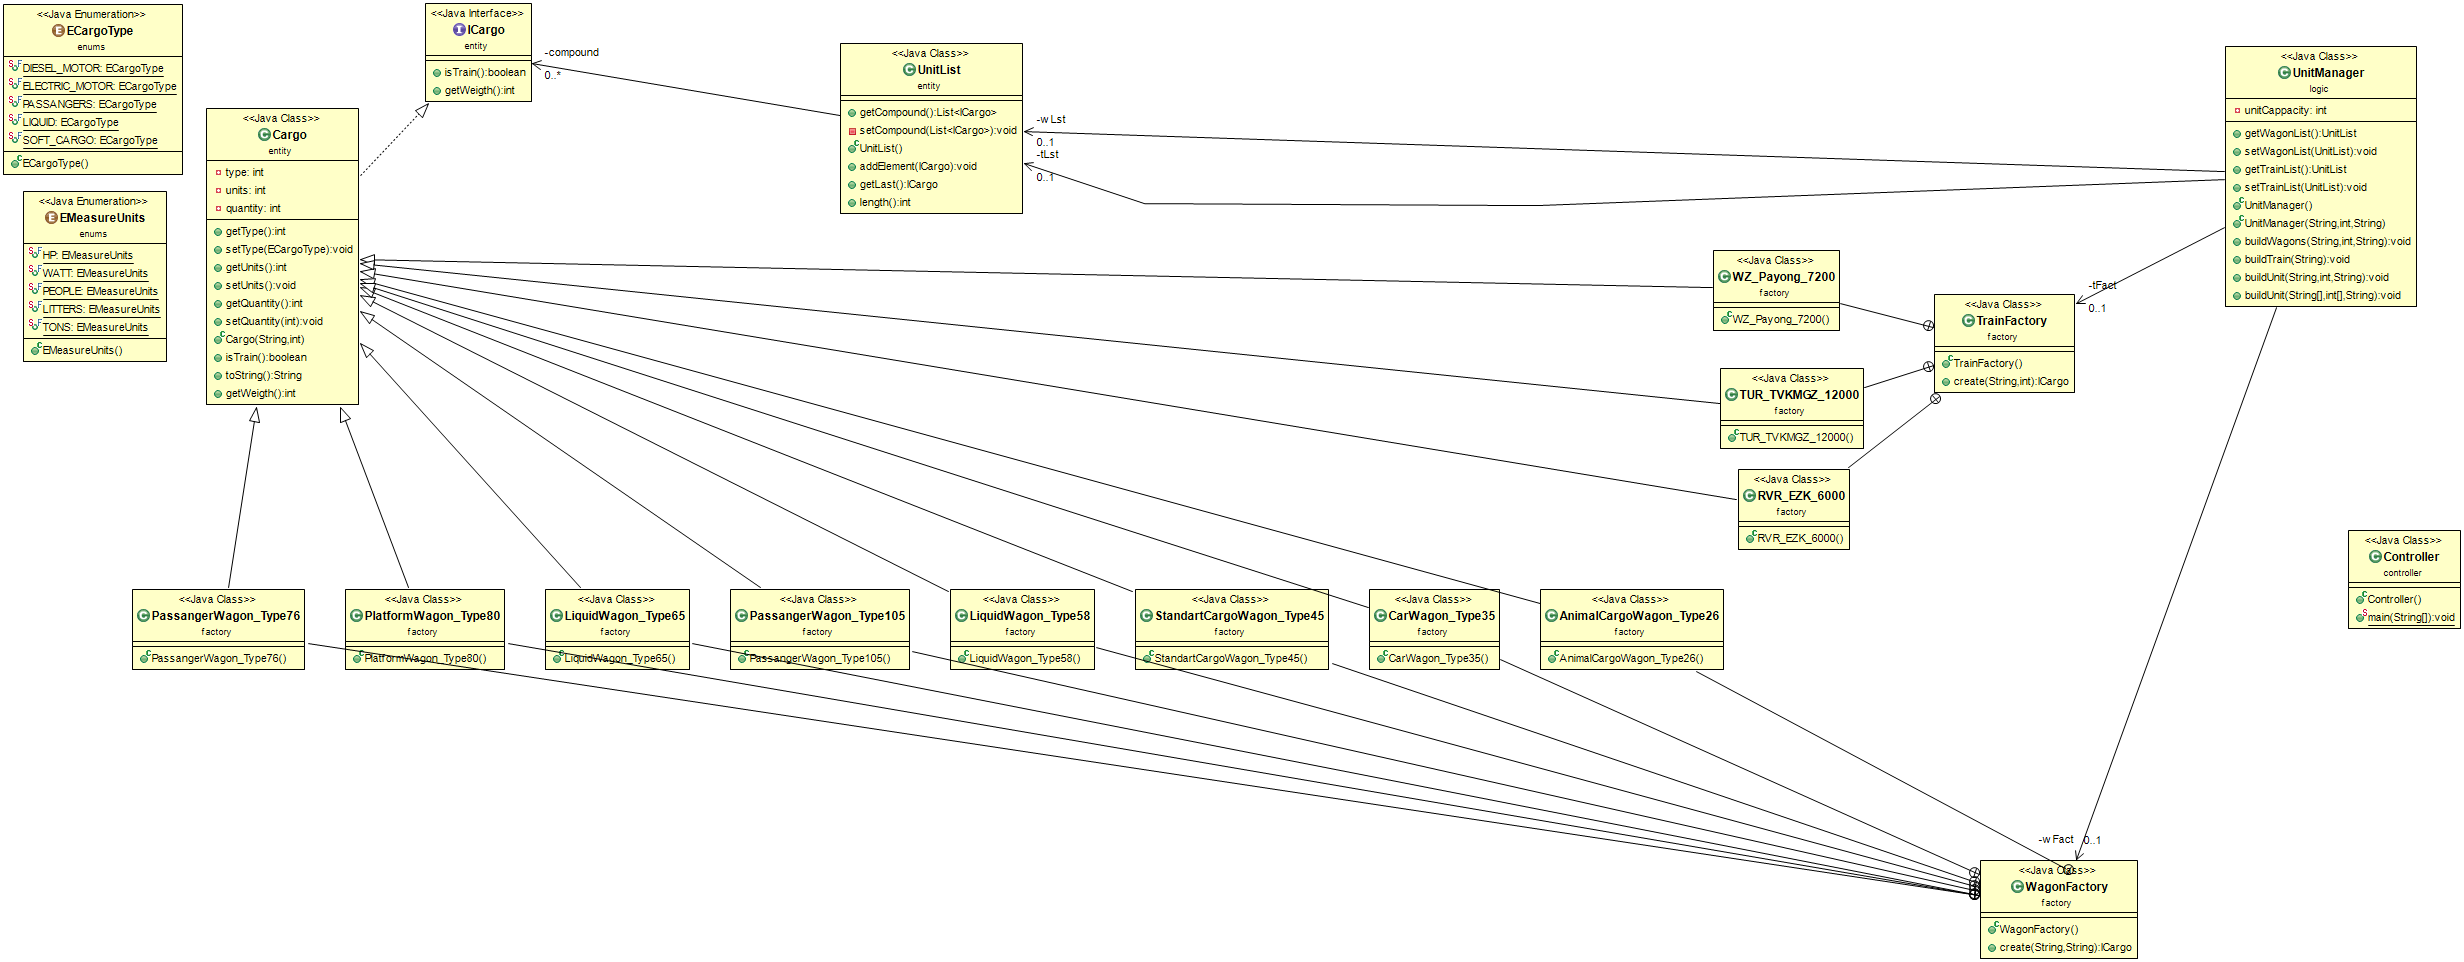 <<Java Enumeration>>
ECargoType
enums
DIESEL_MOTOR: ECargoType
ELECTRIC_MOTOR: ECargoType
PASSANGERS: ECargoType
LIQUID: ECargoType
SOFT_CARGO: ECargoType
ECargoType()
<<Java Enumeration>>
EMeasureUnits
enums
HP: EMeasureUnits
WATT: EMeasureUnits
PEOPLE: EMeasureUnits
LITTERS: EMeasureUnits
TONS: EMeasureUnits
EMeasureUnits()
<<Java Interface>>
ICargo
entity
isTrain():boolean
getWeigth():int
-compound
0..*
<<Java Class>>
Cargo
entity
type: int
units: int
quantity: int
getType():int
setType(ECargoType):void
getUnits():int
setUnits():void
getQuantity():int
setQuantity(int):void
Cargo(String,int)
isTrain():boolean
toString():String
getWeigth():int
<<Java Class>>
UnitList
entity
getCompound():List<ICargo>
setCompound(List<ICargo>):void
UnitList()
addElement(ICargo):void
getLast():ICargo
length():int
-wLst
0..1
-tLst
0..1
<<Java Class>>
UnitManager
logic
unitCappacity: int
getWagonList():UnitList
setWagonList(UnitList):void
getTrainList():UnitList
setTrainList(UnitList):void
UnitManager()
UnitManager(String,int,String)
buildWagons(String,int,String):void
buildTrain(String):void
buildUnit(String,int,String):void
buildUnit(String[],int[],String):void
<<Java Class>>
WZ_Payong_7200
factory
WZ_Payong_7200()
-tFact
0..1
<<Java Class>>
TrainFactory
factory
TrainFactory()
create(String,int):ICargo
<<Java Class>>
TUR_TVKMGZ_12000
factory
TUR_TVKMGZ_12000()
<<Java Class>>
RVR_EZK_6000
factory
RVR_EZK_6000()
<<Java Class>>
Controller
controller
Controller()
main(String[]):void
<<Java Class>>
PassangerWagon_Type76
factory
PassangerWagon_Type76()
<<Java Class>>
PlatformWagon_Type80
factory
PlatformWagon_Type80()
<<Java Class>>
LiquidWagon_Type65
factory
LiquidWagon_Type65()
<<Java Class>>
PassangerWagon_Type105
factory
PassangerWagon_Type105()
<<Java Class>>
LiquidWagon_Type58
factory
LiquidWagon_Type58()
<<Java Class>>
StandartCargoWagon_Type45
factory
StandartCargoWagon_Type45()
<<Java Class>>
CarWagon_Type35
factory
CarWagon_Type35()
<<Java Class>>
AnimalCargoWagon_Type26
factory
AnimalCargoWagon_Type26()
-wFact
0..1
<<Java Class>>
WagonFactory
factory
WagonFactory()
create(String,String):ICargo